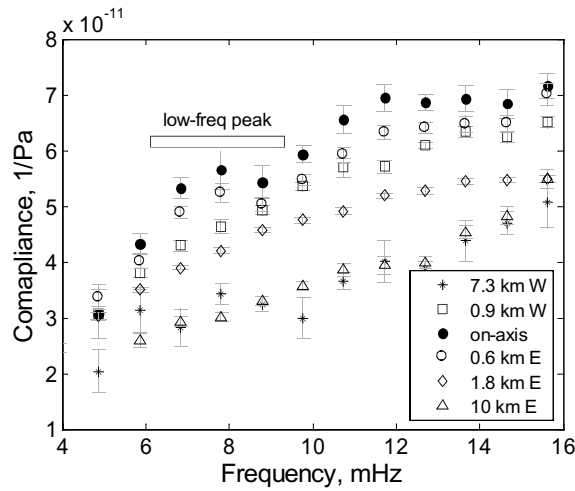 x 10⁻¹¹
8
7
6
5
4
3
2
1
Comapliance, 1/Pa
low-freq peak
7.3 km W
0.9 km W
on-axis
0.6 km E
1.8 km E
10 km E
4 6 8 10 12 14 16
Frequency, mHz